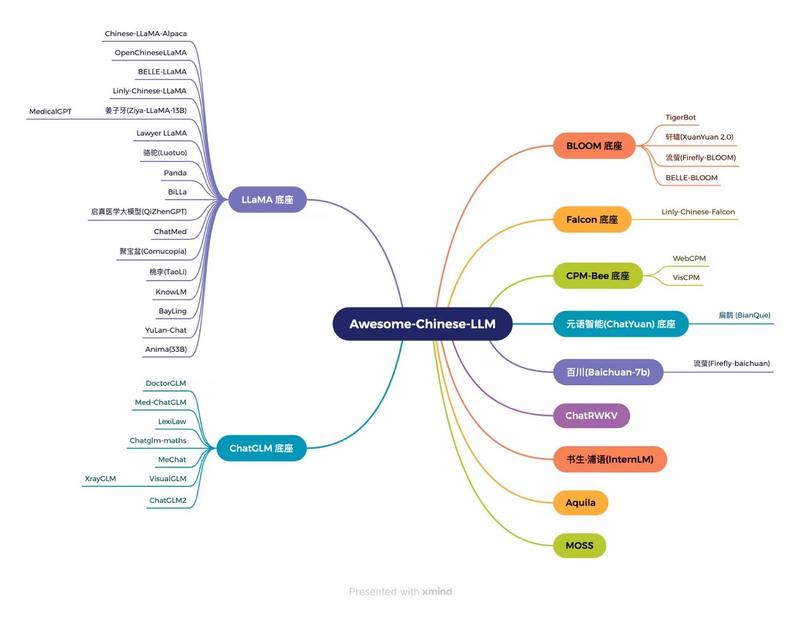 Chinese-LLaMA-Alpaca
OpenChineseLLaMA
BELLE-LLaMA
Linly-Chinese-LLaMA
MedicalGPT
姜子牙(Ziya-LLaMA-13B)
Lawyer LLaMA
骆驼(Luotuo)
Panda
BiLLa
启真医学大模型(QiZhenGPT)
ChatMed
聚宝盆(Cornucopia)
桃李(TaoLi)
KnowLM
BayLing
YuLan-Chat
Anima(33B)
LLaMA 底座
DoctorGLM
Med-ChatGLM
LexiLaw
Chatglm-maths
MeChat
XrayGLM
VisualGLM
ChatGLM2
ChatGLM 底座
Awesome-Chinese-LLM
BLOOM 底座
TigerBot
轩辕(XuanYuan 2.0)
流萤(Firefly-BLOOM)
BELLE-BLOOM
Falcon 底座
Linly-Chinese-Falcon
CPM-Bee 底座
WebCPM
VisCPM
元语智能(ChatYuan) 底座
扁鹊 (BianQue)
百川(Baichuan-7b)
流萤(Firefly-baichuan)
ChatRWKV
书生·浦语(InternLM)
Aquila
MOSS
Presented with xmind